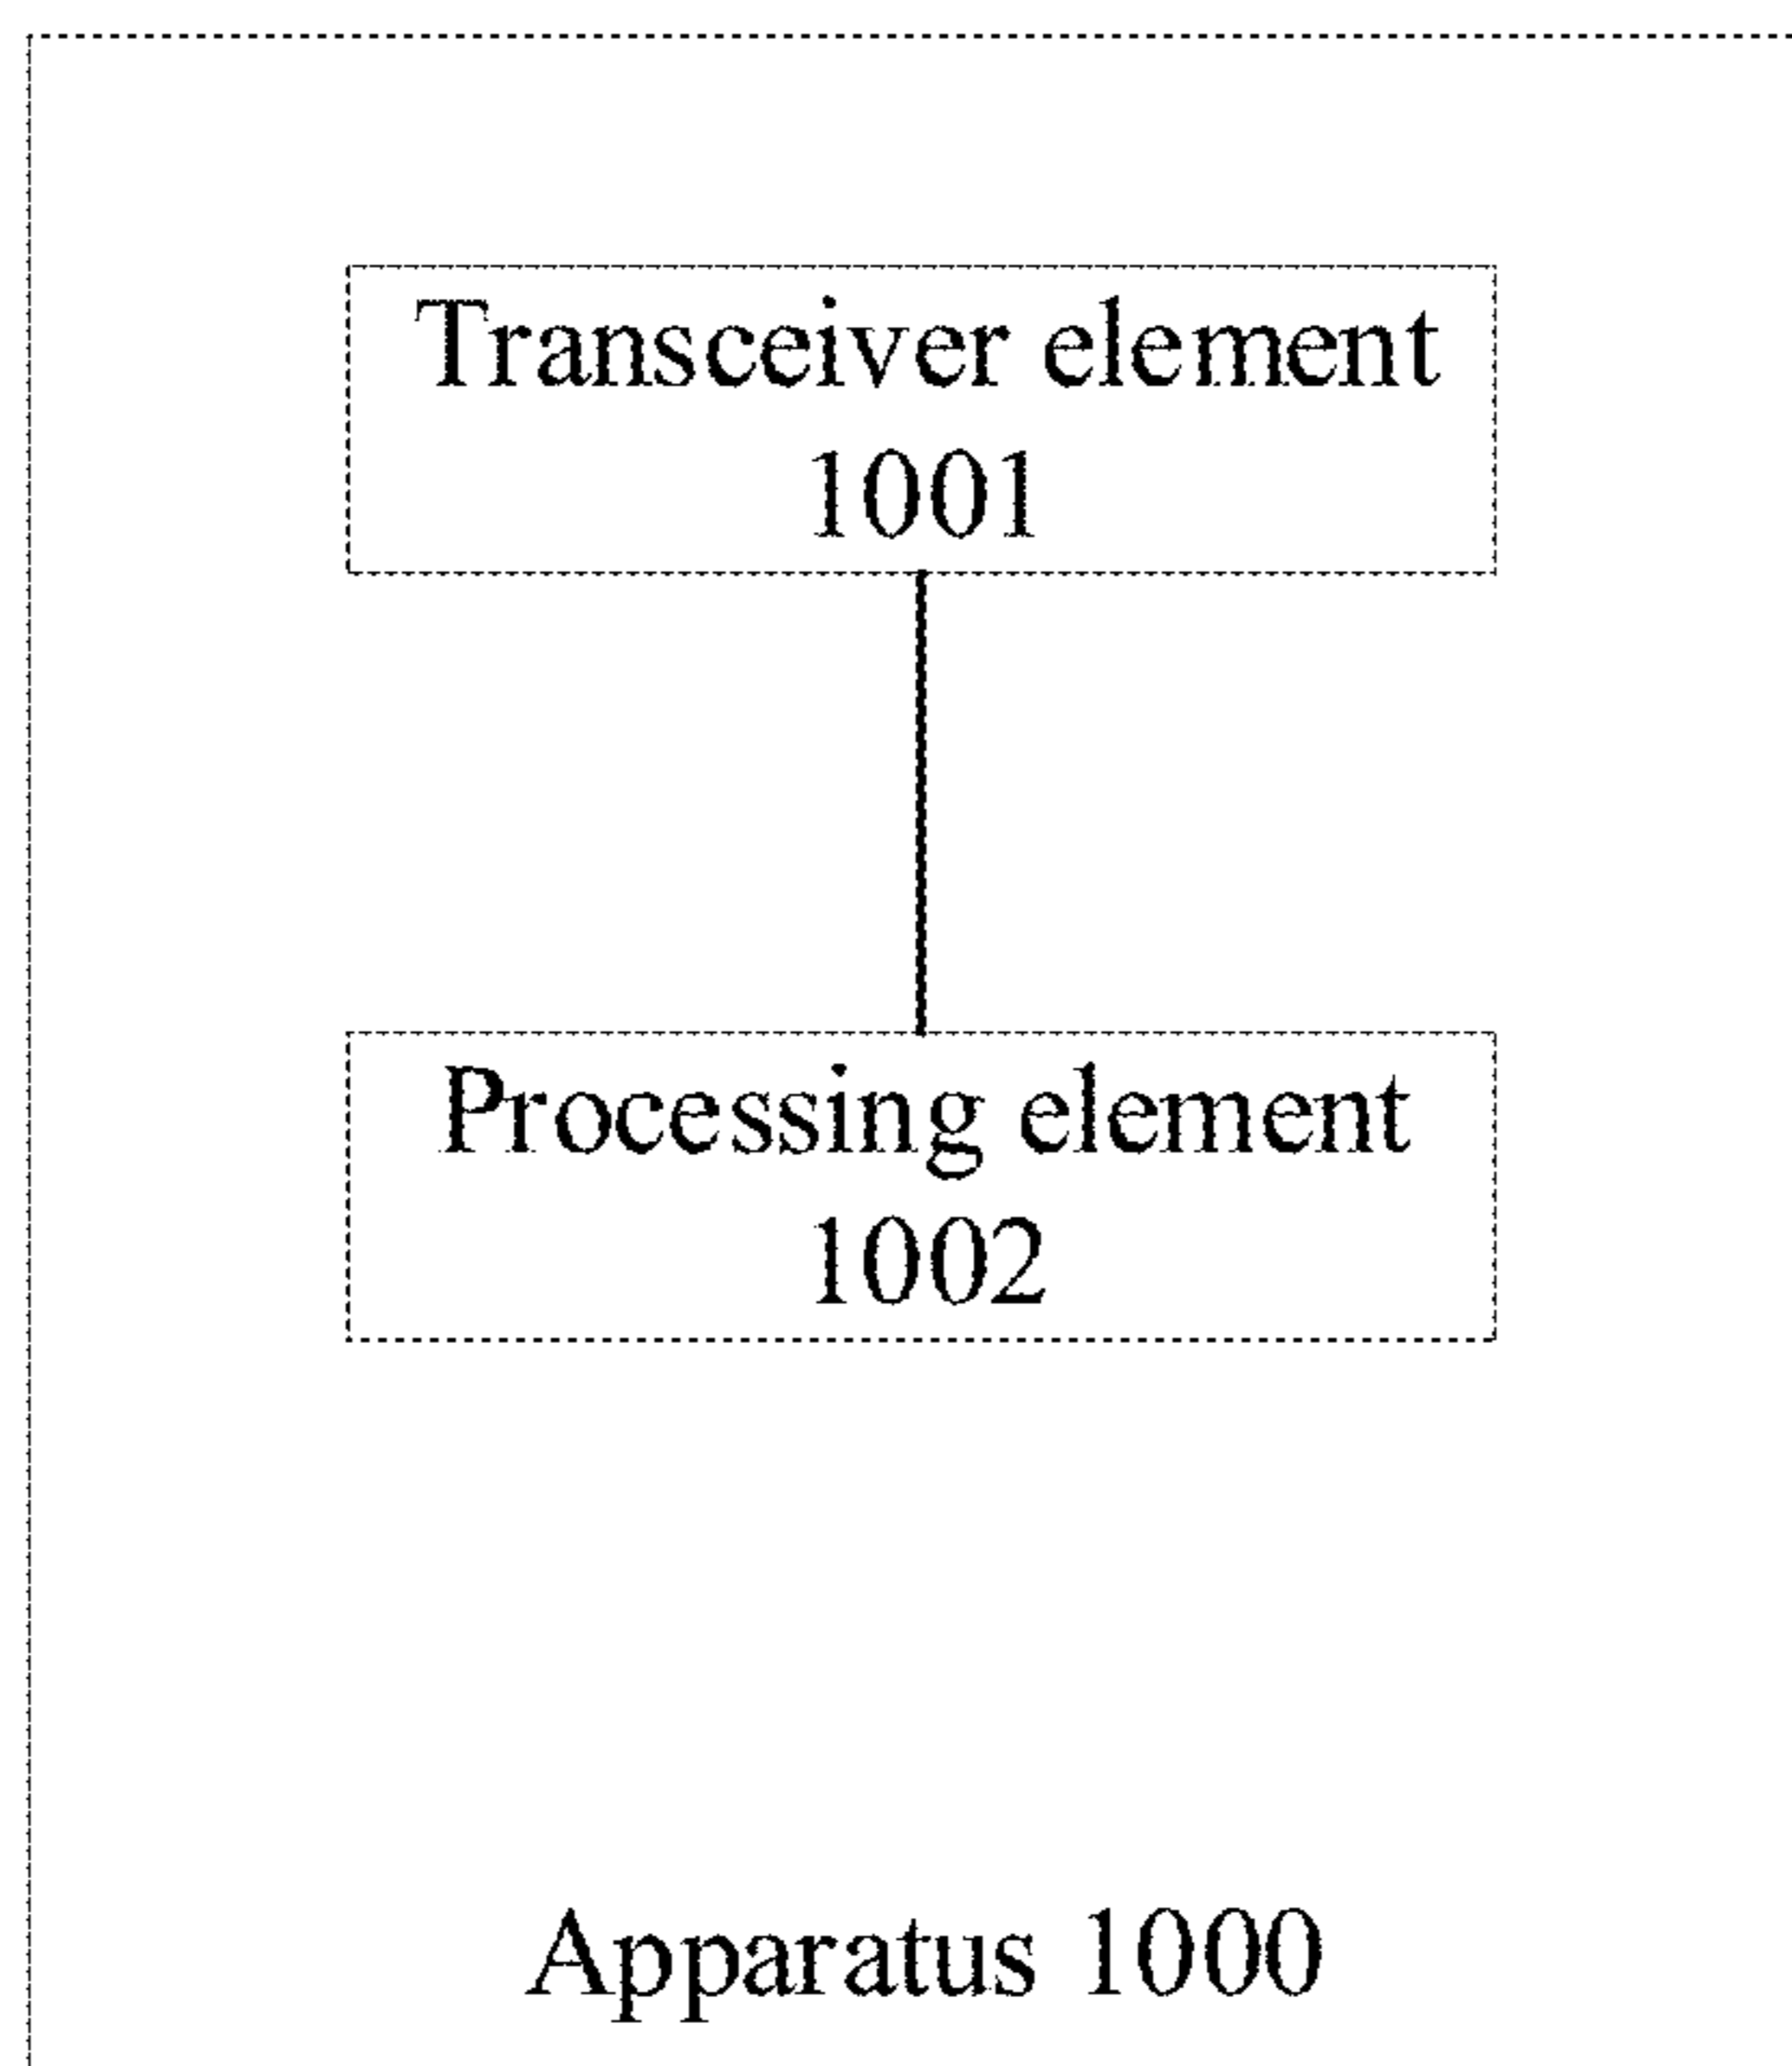 Transceiver element
1001
Processing element
1002
Apparatus 1000